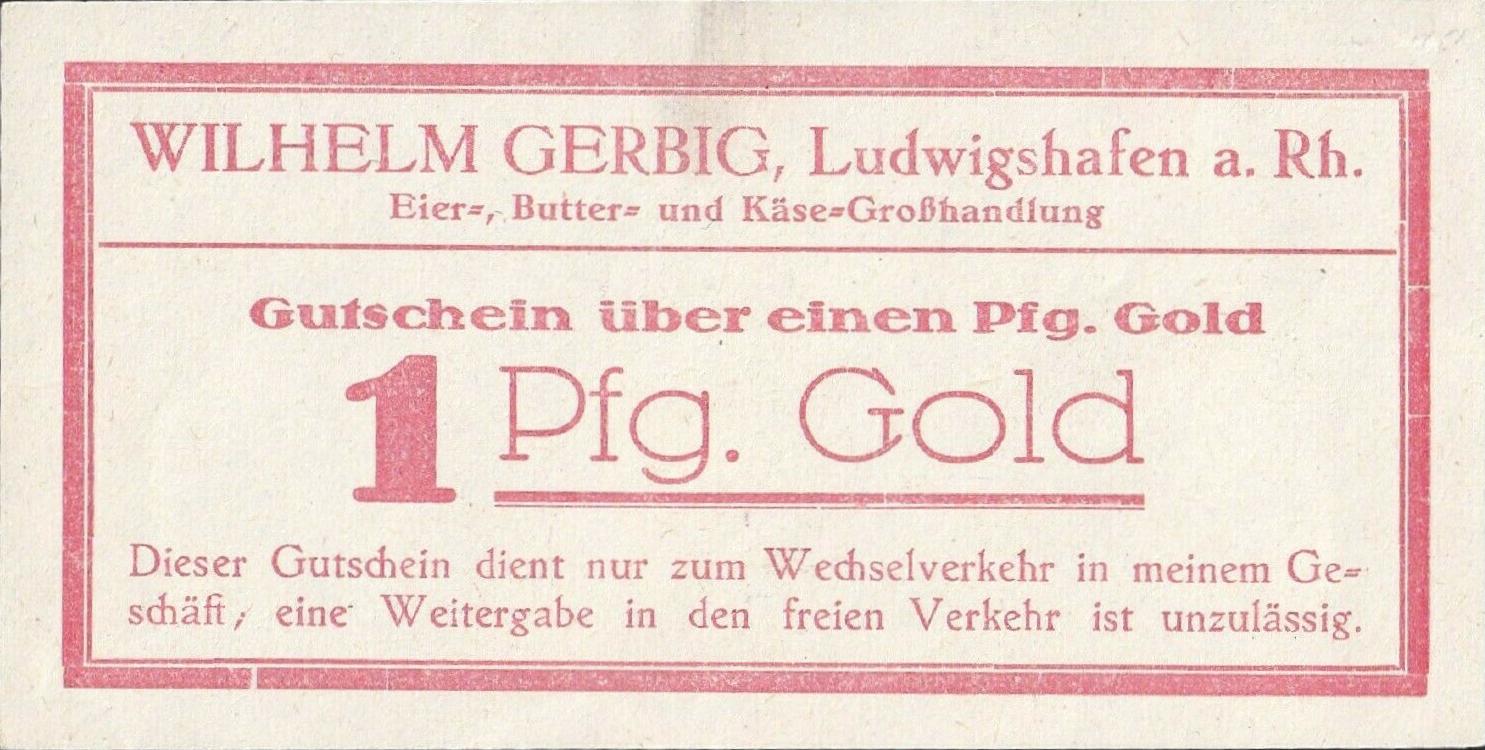 WILHELM GERBIG, Ludwigshafen a. Rh.
Eier=, Butter= und Käse=Großhandlung
Gutschein über einen Pfg. Gold
1 Pfg. Gold
Dieser Gutschein dient nur zum Wechselverkehr in meinem Ge=
schäft, eine Weitergabe in den freien Verkehr ist unzulässig.